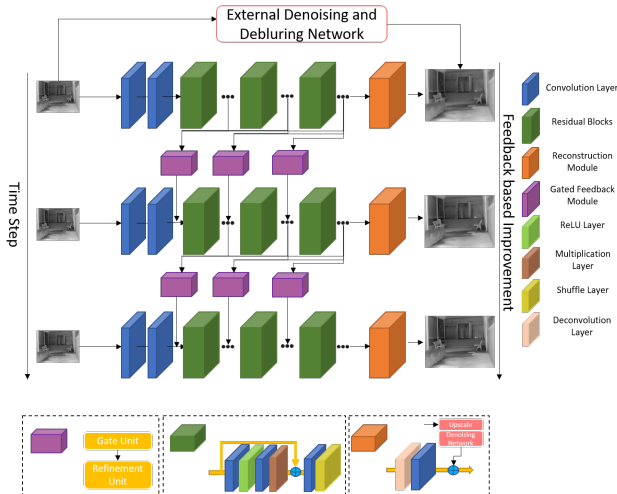 External Denoising and
Debluring Network
Time Step
Feedback based Improvement
Convolution Layer
Residual Blocks
Reconstruction
Module
Gated Feedback
Module
ReLU Layer
Multiplication
Layer
Shuffle Layer
Deconvolution
Layer
Gate Unit
Refinement
Unit
Upscale
Denoising
Network